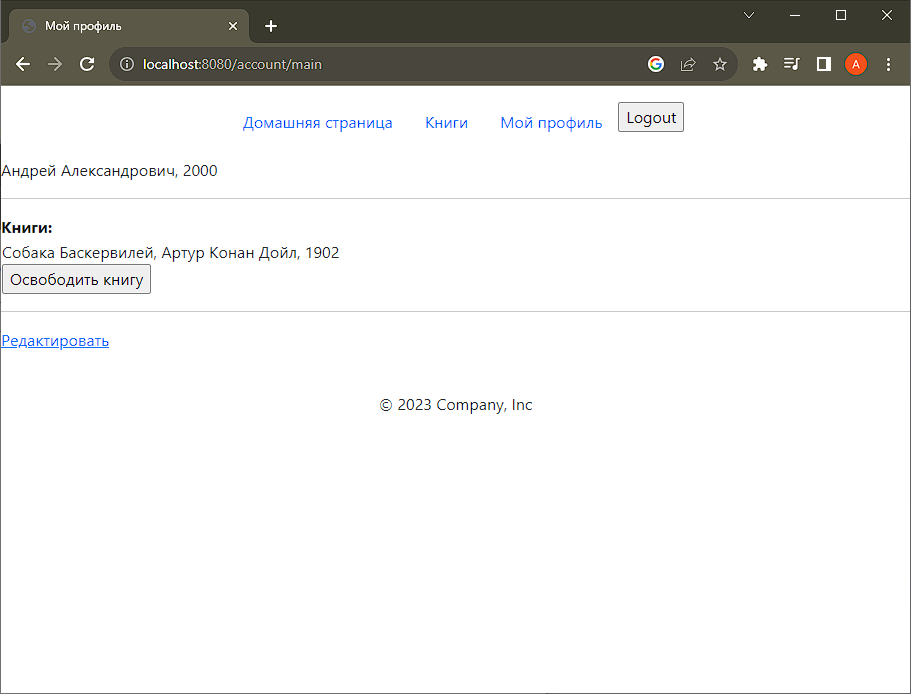 Мой профиль
localhost:8080/account/main
A
Домашняя страница Книги Мой профиль Logout
Андрей Александрович, 2000
Книги:
Собака Баскервилей, Артур Конан Дойл, 1902
Освободить книгу
Редактировать
© 2023 Company, Inc